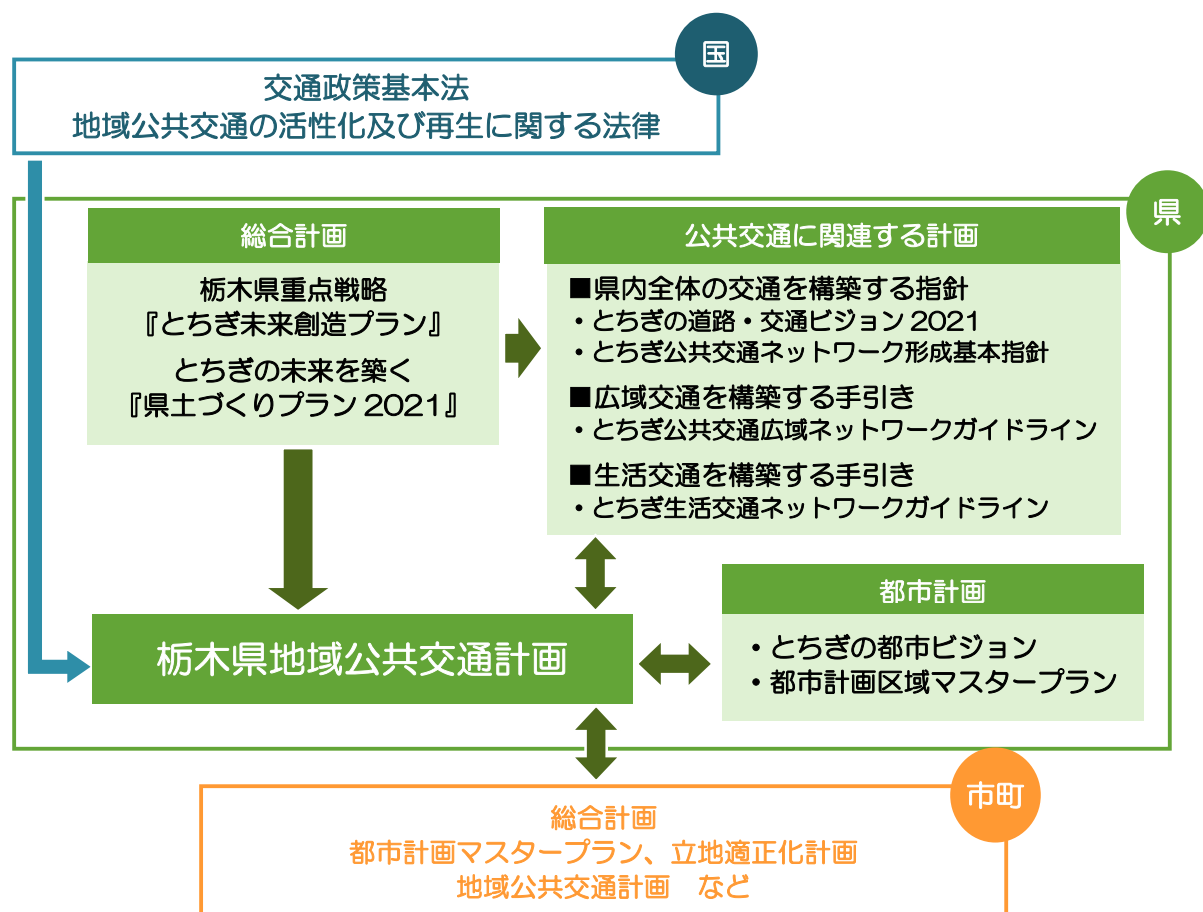 国
交通政策基本法
地域公共交通の活性化及び再生に関する法律
県
総合計画
栃木県重点戦略
『とちぎ未来創造プラン』
とちぎの未来を築く
『県土づくりプラン2021』
公共交通に関連する計画
■県内全体の交通を構築する指針
・とちぎの道路・交通ビジョン2021
・とちぎ公共交通ネットワーク形成基本指針
■広域交通を構築する手引き
・とちぎ公共交通広域ネットワークガイドライン
■生活交通を構築する手引き
・とちぎ生活交通ネットワークガイドライン
栃木県地域公共交通計画
都市計画
・とちぎの都市ビジョン
・都市計画区域マスタープラン
市町
総合計画
都市計画マスタープラン、立地適正化計画
地域公共交通計画　など